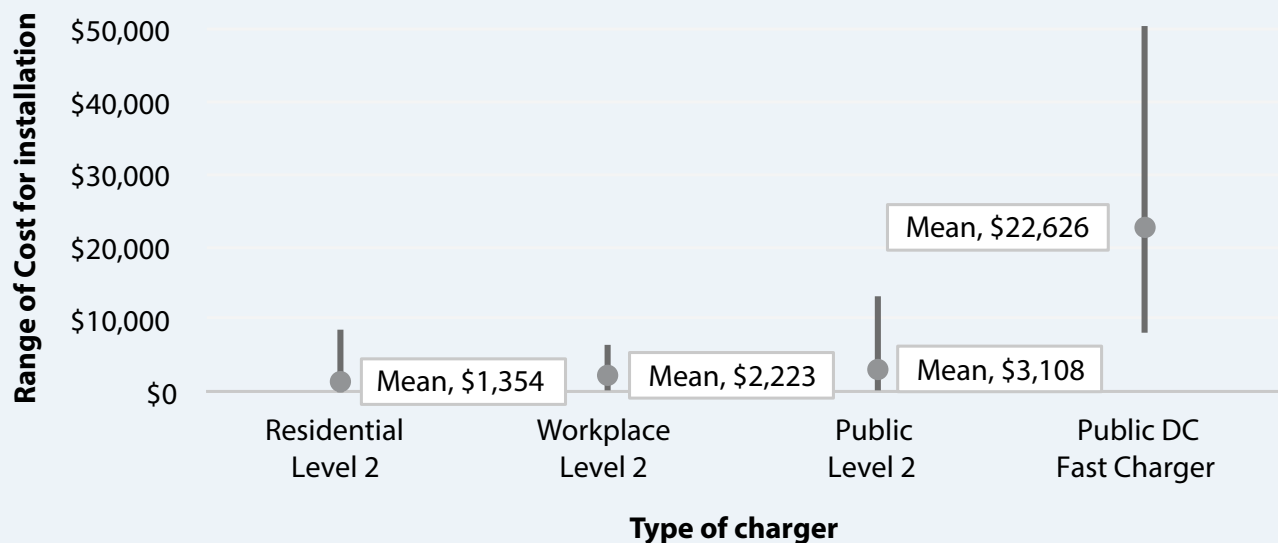 Range of Cost for installation
$50,000
$40,000
$30,000
$20,000
$10,000
$0
Mean, $1,354
Mean, $2,223
Mean, $3,108
Mean, $22,626
Residential
Level 2
Workplace
Level 2
Public
Level 2
Public DC
Fast Charger
Type of charger